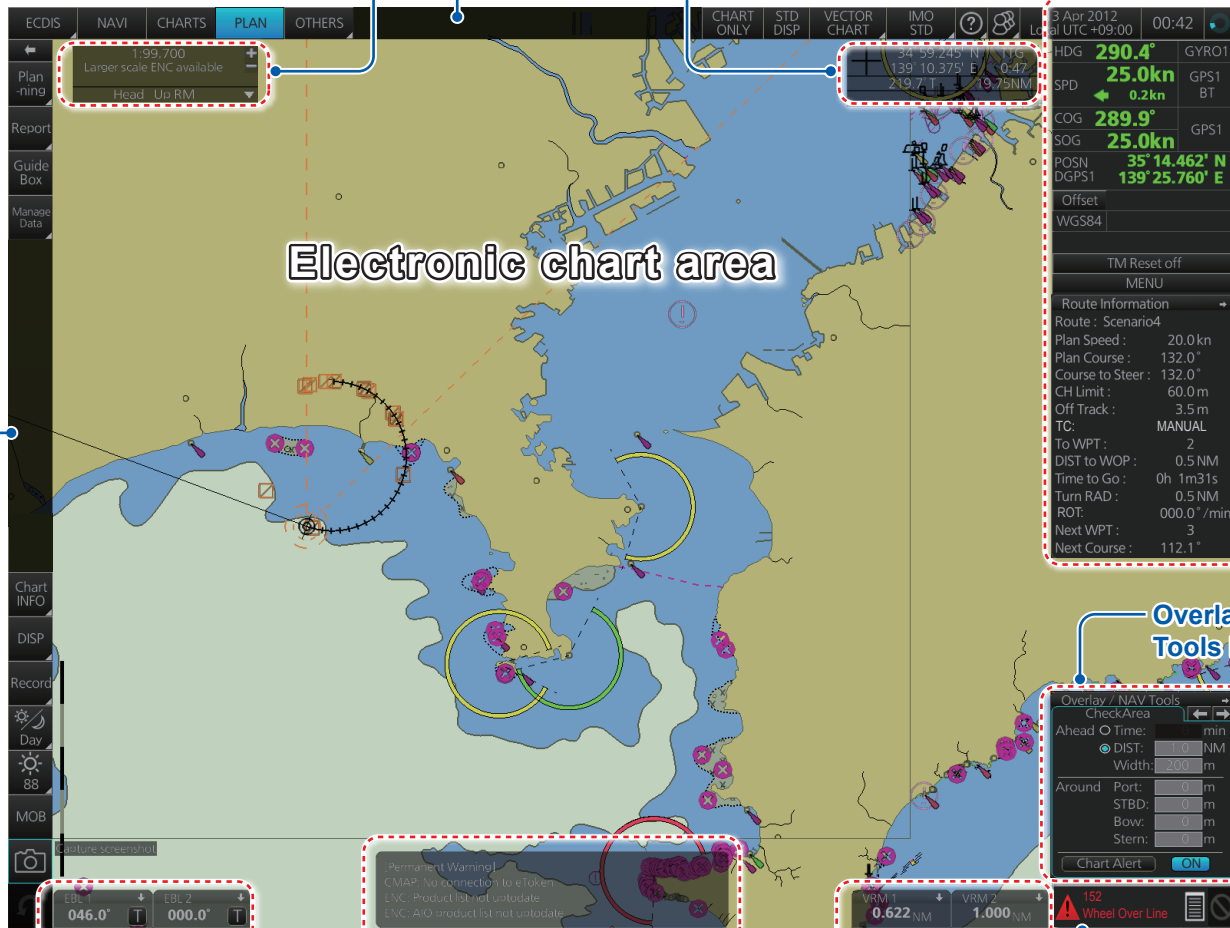 ECDIS NAVI CHARTS PLAN OTHERS
CHART ONLY
STD DISP
VECTOR CHART
IMO STD
3 Apr 2012
Local UTC +09:00
00:42
Plan -ning
Report
Guide Box
Manage Data
1:99,700
Larger scale ENC available
Head Up RM
34°59.245' N TTG
139°10.375' E 0:47
219.7°T 19.75NM
Electronic chart area
HDG 290.4° GYRO1
SPD 25.0kn GPS1
0.2kn BT
COG 289.9° GPS1
SOG 25.0kn
POSN 35°14.462' N
DGPS1 139°25.760' E
Offset
WGS84
TM Reset off
MENU
Route Information
Route : Scenario4
Plan Speed : 20.0 kn
Plan Course : 132.0°
Course to Steer : 132.0°
CH Limit : 60.0 m
Off Track : 3.5 m
TC: MANUAL
To WPT : 2
DIST to WOP : 0.5 NM
Time to Go : 0h 1m31s
Turn RAD : 0.5 NM
ROT: 000.0°/min
Next WPT : 3
Next Course : 112.1°
Overla
Tools
Overlay / NAV Tools
CheckArea
Ahead Time: min
DIST: 1.0 NM
Width: 200 m
Around Port: 0 m
STBD: 0 m
Bow: 0 m
Stern: 0 m
Chart Alert ON
Chart INFO
DISP
Record
Day
88
MOB
Capture screenshot
EBL 1 EBL 2
046.0° T 000.0° T
[Permanent Warning]
CMAP: No connection to eToken
ENC: Product list not uptodate
ENC: AIO product list not uptodate
VRM 1 VRM 2
0.622 NM 1.000 NM
152
Wheel Over Line